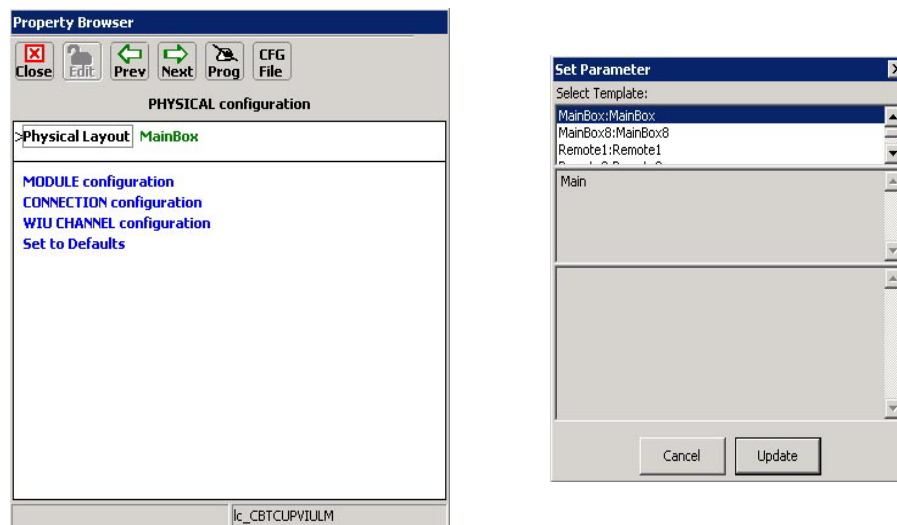 Property Browser
Close Edit Prev Next Prog CFG File
PHYSICAL configuration
>Physical Layout MainBox
MODULE configuration
CONNECTION configuration
WIU CHANNEL configuration
Set to Defaults
lc_CBTCUPVIULM
Set Parameter
Select Template:
MainBox:MainBox
MainBox8:MainBox8
Remote1:Remote1
Main
Cancel Update